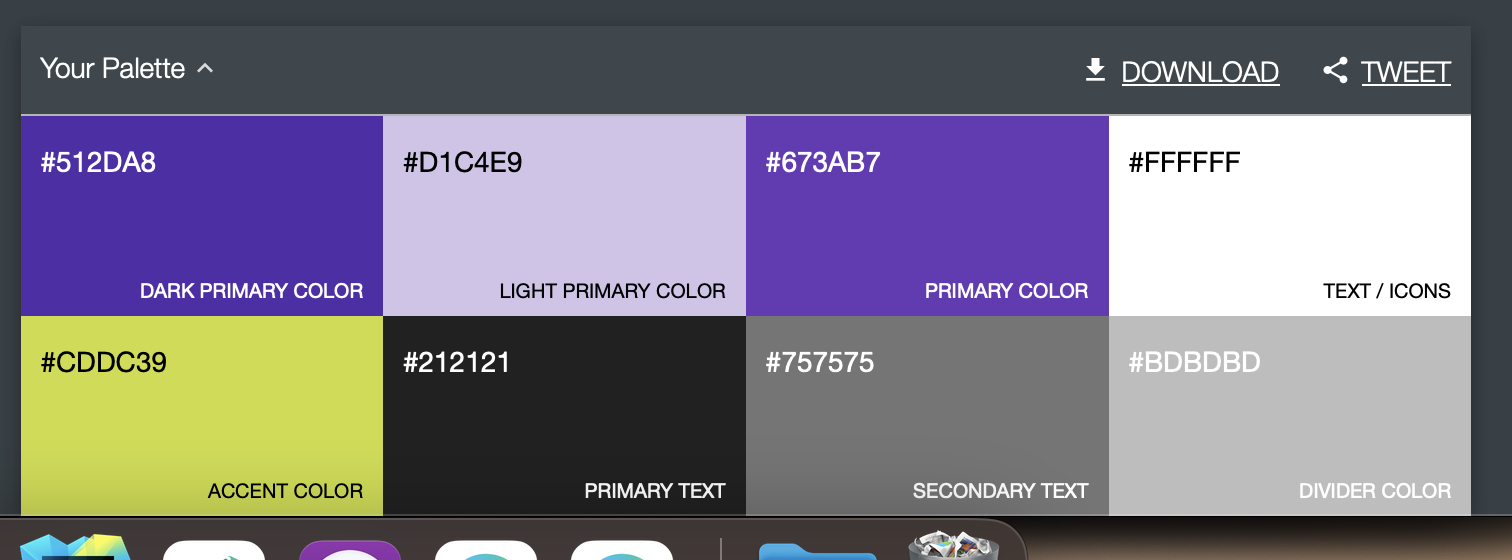 Your Palette
DOWNLOAD
TWEET
#512DA8
#D1C4E9
#673AB7
#FFFFFF
DARK PRIMARY COLOR
LIGHT PRIMARY COLOR
PRIMARY COLOR
TEXT / ICONS
#CDDC39
#212121
#757575
#BDBDBD
ACCENT COLOR
PRIMARY TEXT
SECONDARY TEXT
DIVIDER COLOR